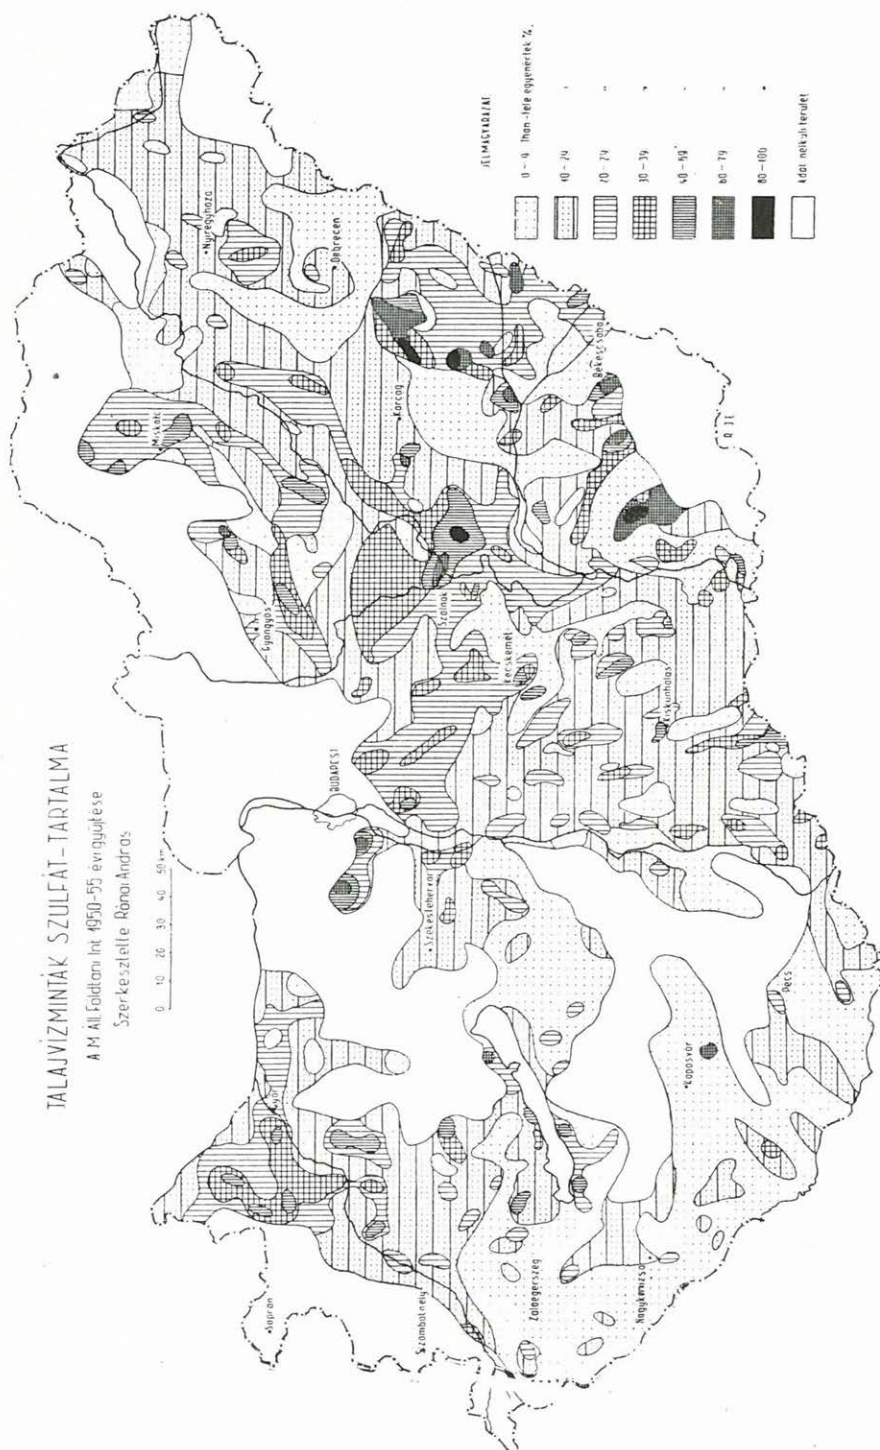 TALAJVIZMINTÁK SZULFÁT-TARTALMA
A M ÁLL Földtani Int 1950-55 évi gyűjtése
Szerkesztette Rónai András
0 10 20 30 40 50 km
JELMAGYARÁZAT
0-9 Than-féle egyenérték %
10-19
20-29
30-39
40-59
60-79
80-100
Adat nélküli terület
Nyíregyháza
Debrecen
Miskolc
Karcag
Békéscsaba
Gyöngyös
Szolnok
Kecskemét
Kiskunhalas
BUDAPEST
Székesfehérvár
Győr
Sopron
Szombathely
Zalaegerszeg
Nagykanizsa
Kaposvár
Pécs